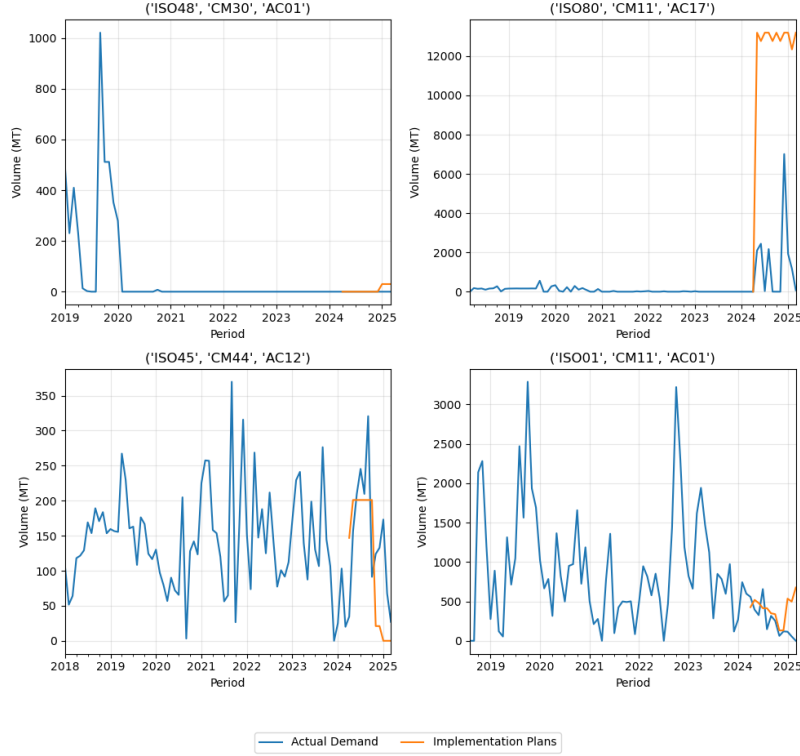 ('ISO48', 'CM30', 'AC01')
1000
800
600
400
200
0
Volume (MT)
2019 2020 2021 2022 2023 2024 2025
Period
('ISO80', 'CM11', 'AC17')
12000
10000
8000
6000
4000
2000
0
Volume (MT)
2019 2020 2021 2022 2023 2024 2025
Period
('ISO45', 'CM44', 'AC12')
350
300
250
200
150
100
50
0
Volume (MT)
2018 2019 2020 2021 2022 2023 2024 2025
Period
('ISO01', 'CM11', 'AC01')
3000
2500
2000
1500
1000
500
0
Volume (MT)
2019 2020 2021 2022 2023 2024 2025
Period
Actual Demand Implementation Plans